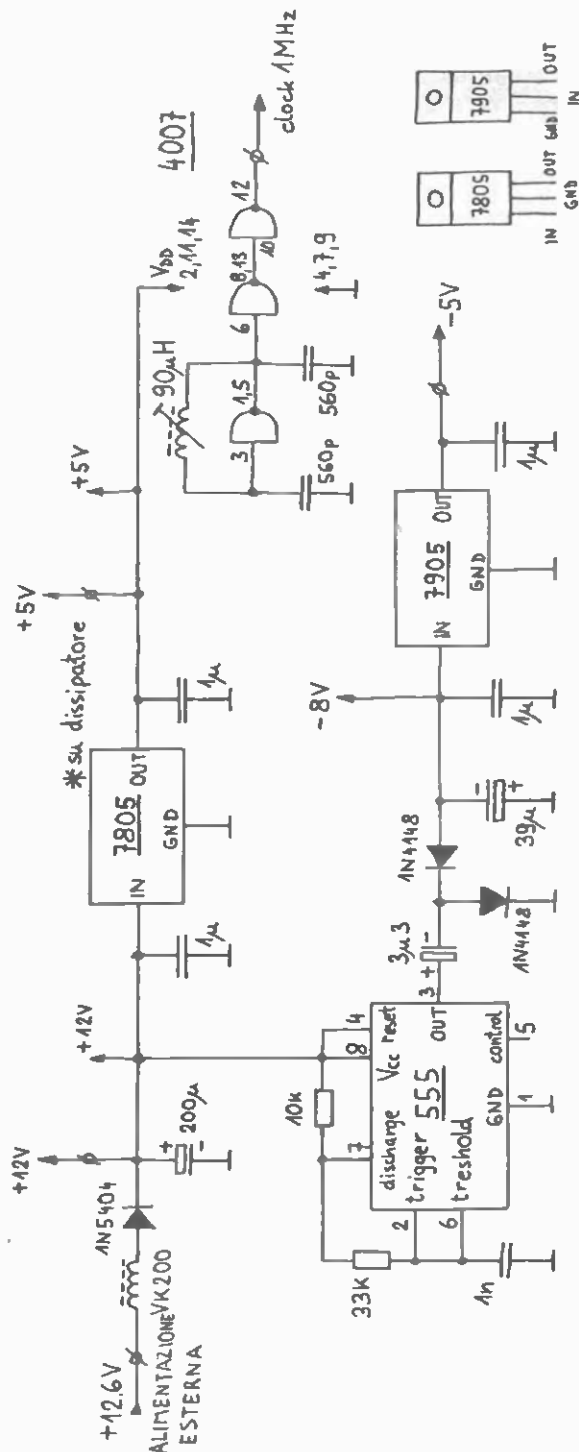 +12,6V
ALIMENTAZIONE
ESTERNA
VK200
1N5404
+12V
+
200µ
-
+12V
1µ
IN
7805
OUT
GND
* su dissipatore
1µ
+5V
+5V
VDD
2,11,14
90µH
3
1,5
560p
560p
6
8,13
10
12
4,7,9
4007
clock 1MHz
10k
33K
1n
7
8
4
discharge
Vcc
reset
2
trigger
555
OUT
3
6
treshold
GND
control
1
5
+
3µ3
-
1N4148
1N4148
-
39µ
+
-8V
1µ
IN
7905
OUT
GND
1µ
-5V
7805
IN
GND
OUT
7905
GND
IN
OUT